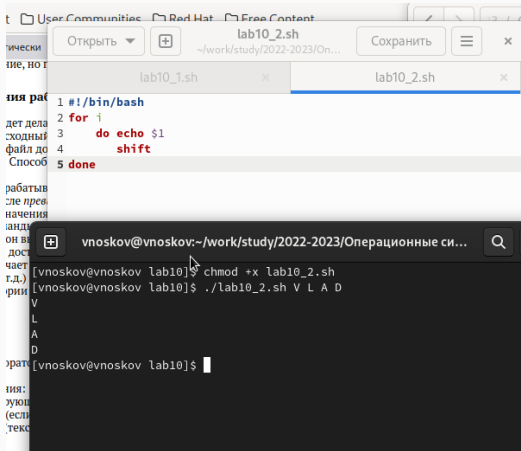 t User Communities Red Hat Free Content
Открыть lab10_2.sh Сохранить
~/work/study/2022-2023/Оп...
lab10_1.sh × lab10_2.sh ×
1 #!/bin/bash
2 for i
3 do echo $1
4 shift
5 done
vnoskov@vnoskov:~/work/study/2022-2023/Операционные си...
[vnoskov@vnoskov lab10]$ chmod +x lab10_2.sh
[vnoskov@vnoskov lab10]$ ./lab10_2.sh V L A D
V
L
A
D
[vnoskov@vnoskov lab10]$